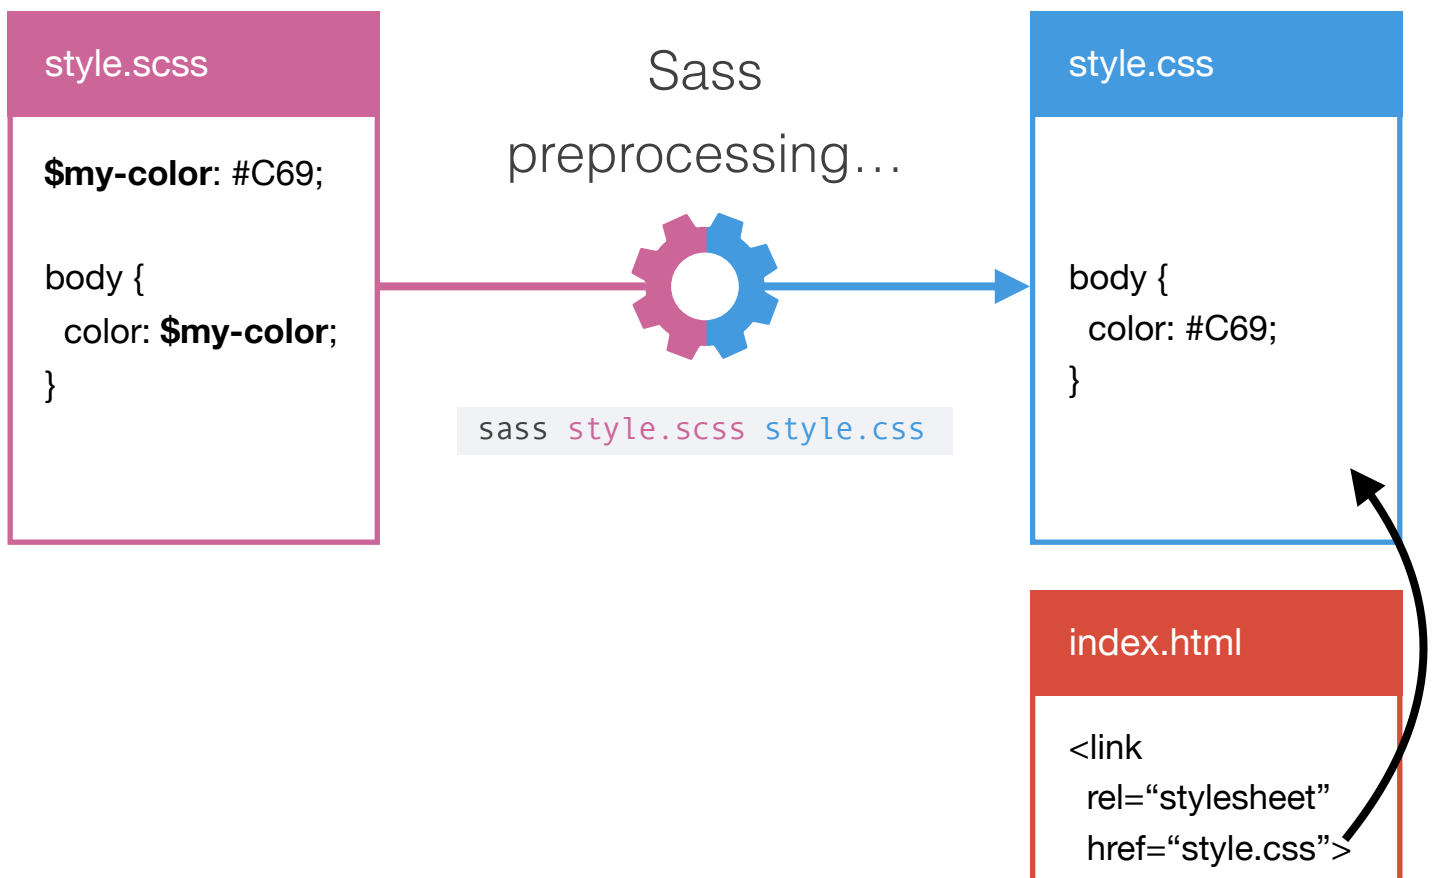 style.scss
$my-color: #C69;
body {
color: $my-color;
}
Sass
preprocessing…
sass style.scss style.css
style.css
body {
color: #C69;
}
index.html
<link
rel=“stylesheet”
href=“style.css”>